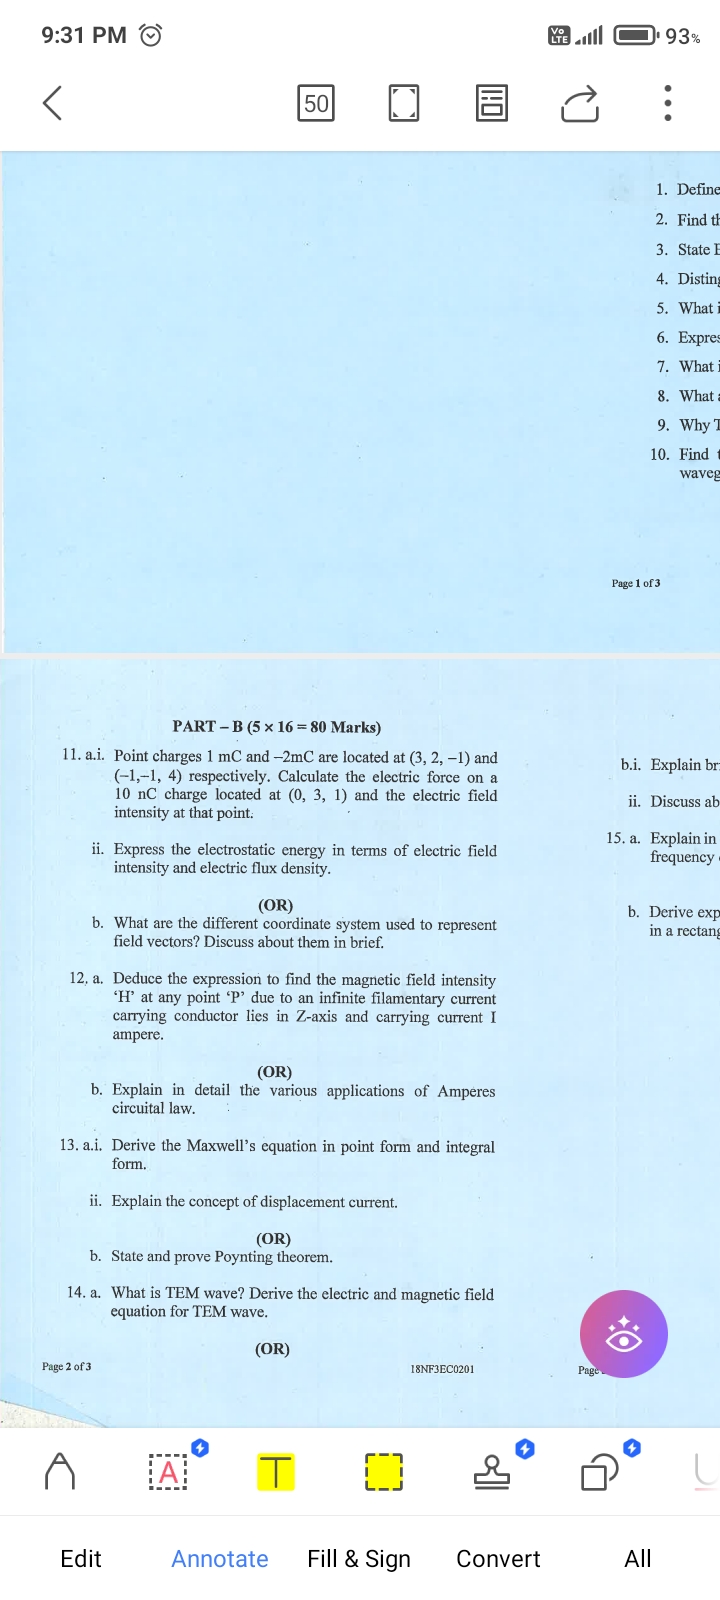 9:31 PM
Vo LTE
93%
50
1. Define
2. Find th
3. State E
4. Disting
5. What i
6. Expres
7. What i
8. What a
9. Why T
10. Find t
waveg
Page 1 of 3
PART – B (5 × 16 = 80 Marks)
11. a.i. Point charges 1 mC and –2mC are located at (3, 2, –1) and
(–1,–1, 4) respectively. Calculate the electric force on a
10 nC charge located at (0, 3, 1) and the electric field
intensity at that point.
ii. Express the electrostatic energy in terms of electric field
intensity and electric flux density.
(OR)
b. What are the different coordinate system used to represent
field vectors? Discuss about them in brief.
12, a. Deduce the expression to find the magnetic field intensity
‘H’ at any point ‘P’ due to an infinite filamentary current
carrying conductor lies in Z-axis and carrying current I
ampere.
(OR)
b. Explain in detail the various applications of Amperes
circuital law.
13. a.i. Derive the Maxwell’s equation in point form and integral
form.
ii. Explain the concept of displacement current.
(OR)
b. State and prove Poynting theorem.
14. a. What is TEM wave? Derive the electric and magnetic field
equation for TEM wave.
(OR)
Page 2 of 3
18NF3EC0201
b.i. Explain br
ii. Discuss ab
15. a. Explain in
frequency
b. Derive exp
in a rectang
Page
A
T
Edit
Annotate
Fill & Sign
Convert
All